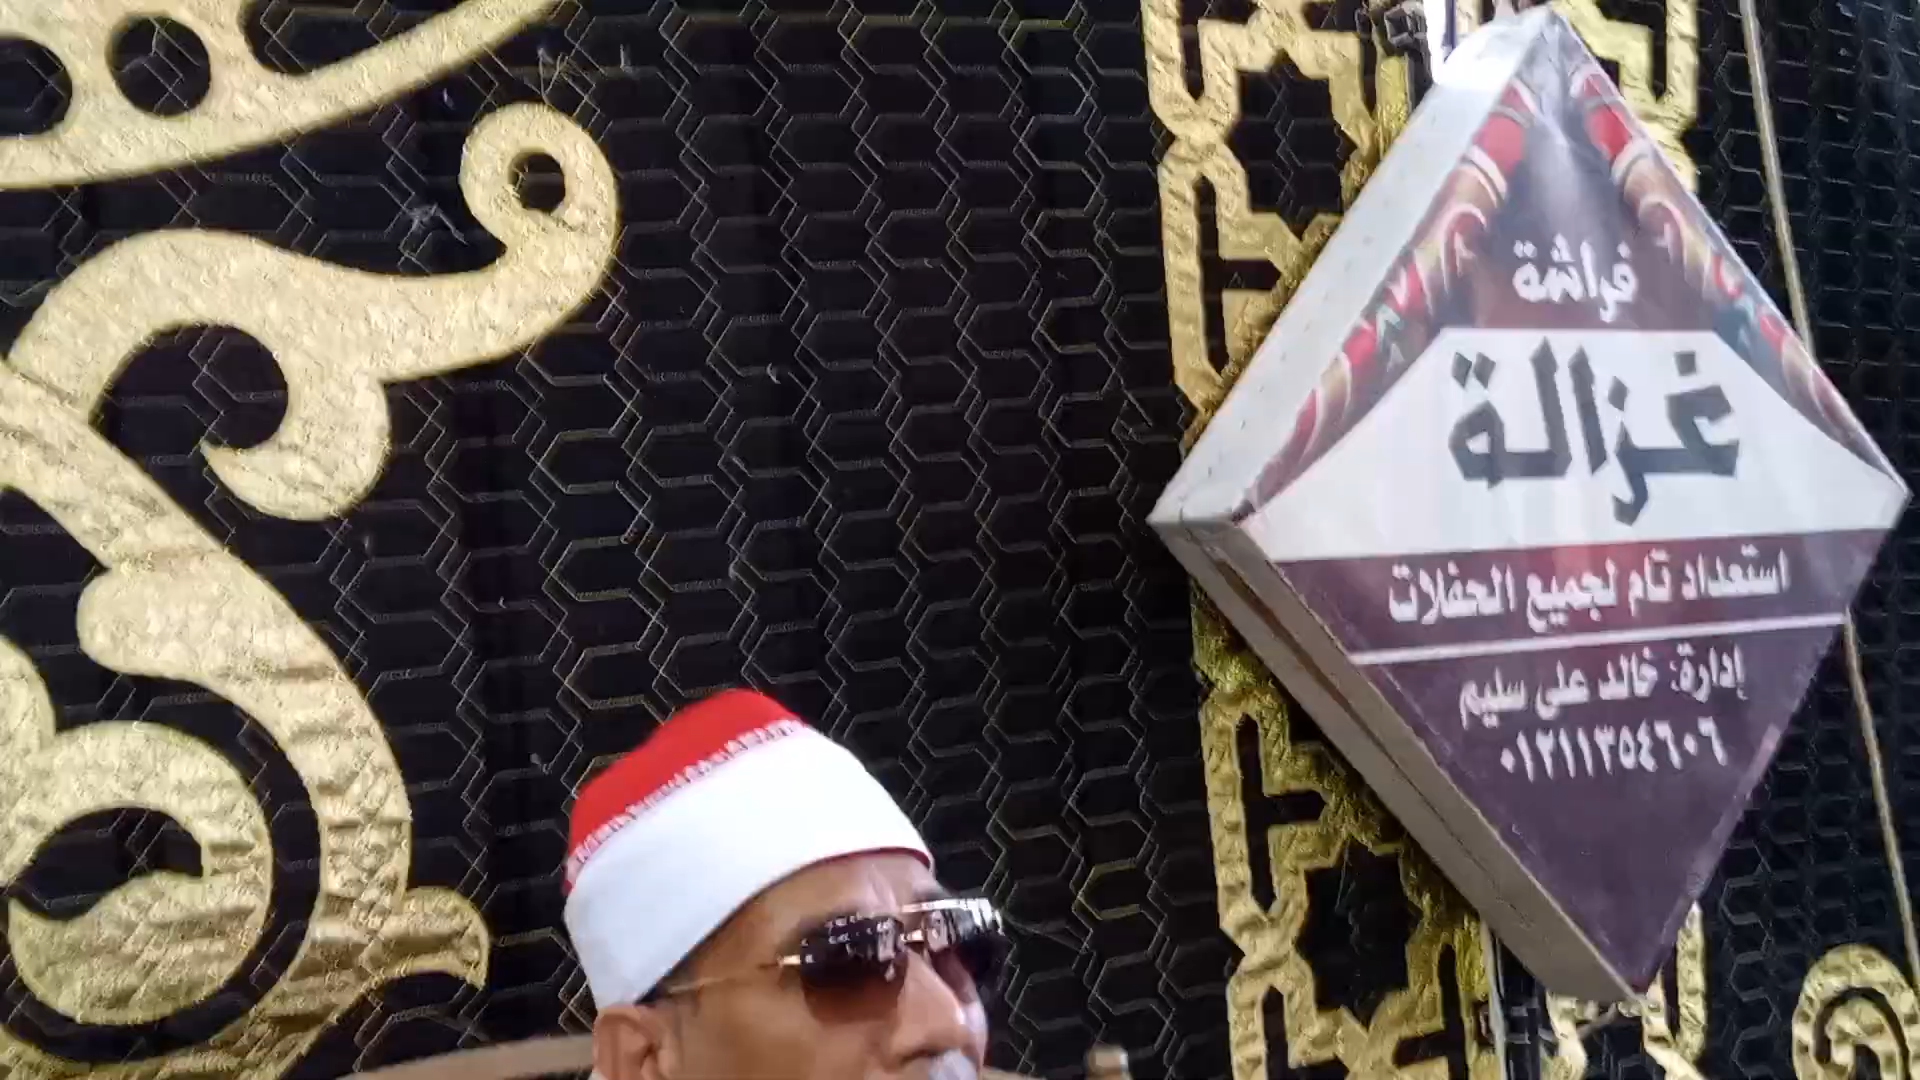 فراشة
غزالة
استعداد تام لجميع الحفلات
إدارة: خالد على سليم
٠١٢١١٣٥٤٦٠٦